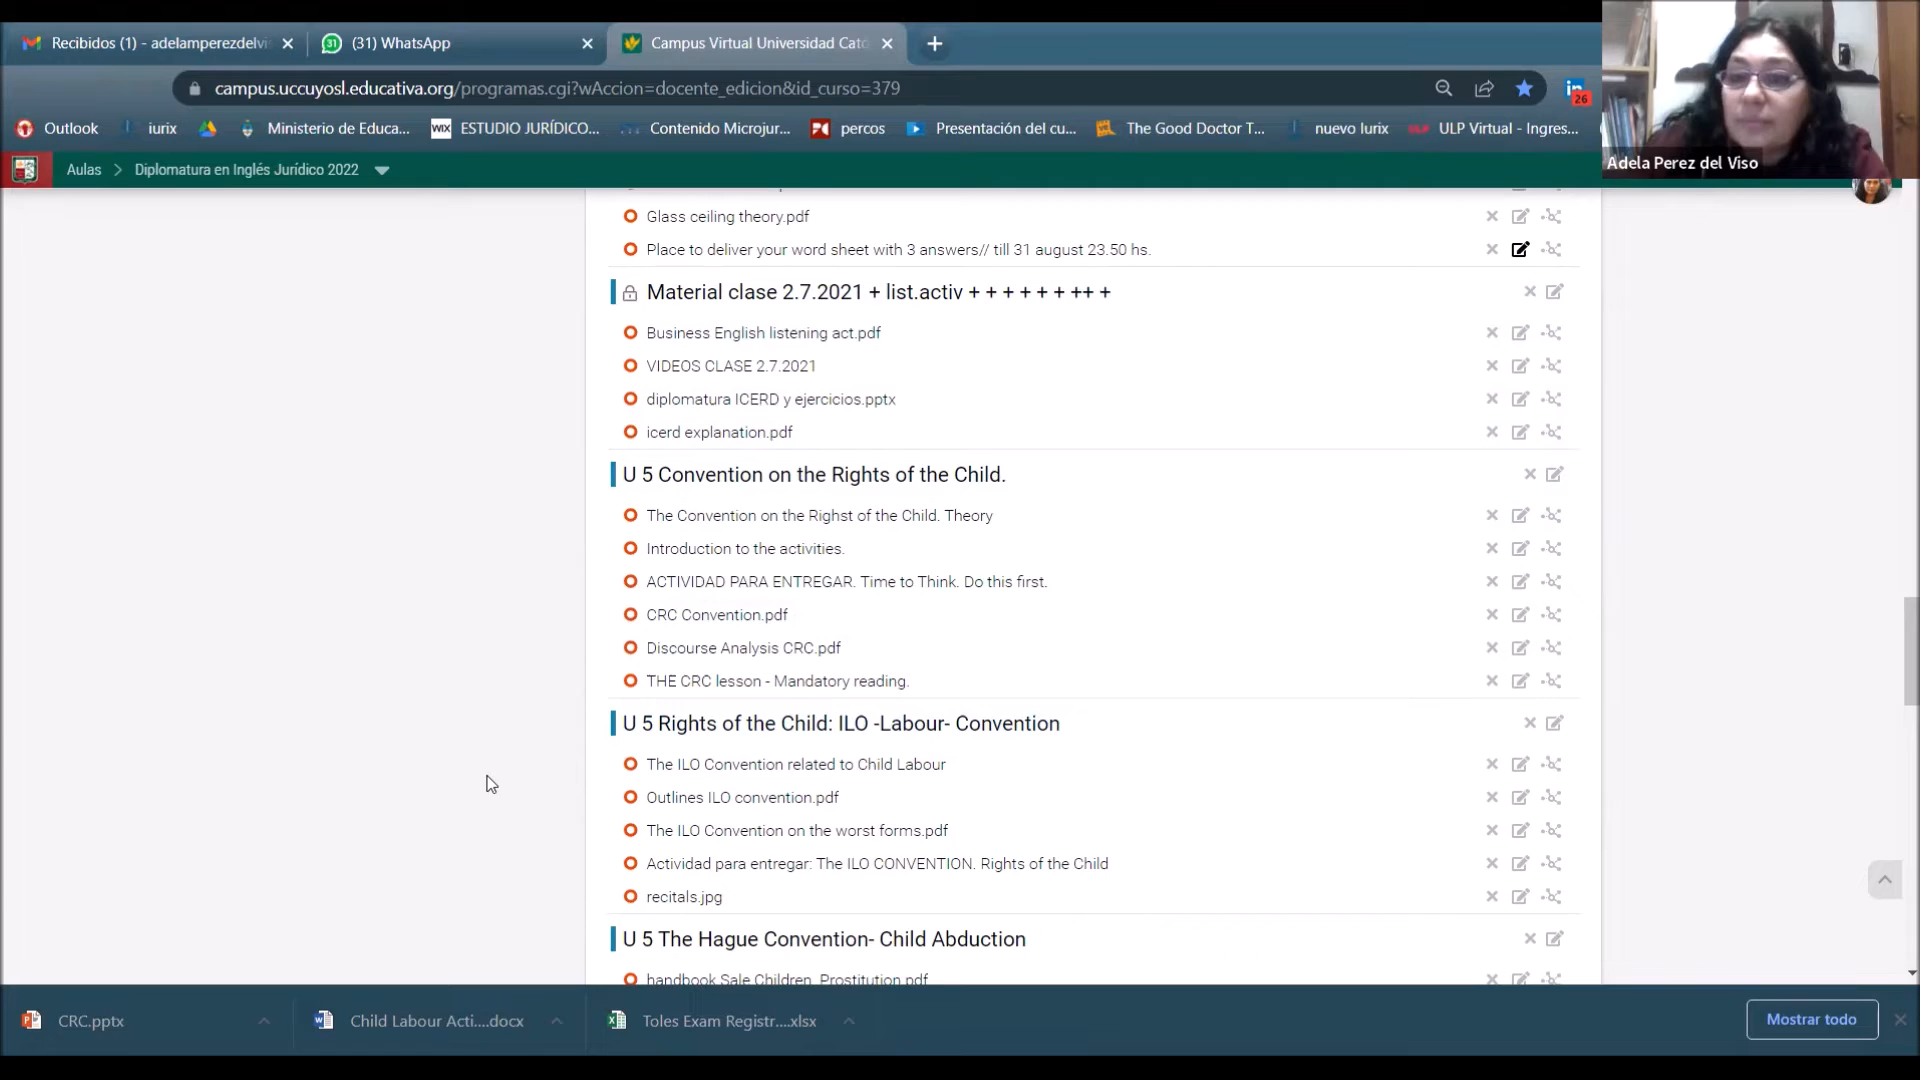 Recibidos (1) - adelamperezdelvis
(31) WhatsApp
Campus Virtual Universidad Cató
campus.uccuyosl.educativa.org/programas.cgi?wAccion=docente_edicion&id_curso=379
26
Outlook
iurix
Ministerio de Educa...
WIX ESTUDIO JURÍDICO...
Contenido Microjur...
percos
Presentación del cu...
The Good Doctor T...
nuevo Iurix
ULP Virtual - Ingres...
Adela Perez del Viso
Aulas > Diplomatura en Inglés Jurídico 2022
Glass ceiling theory.pdf
Place to deliver your word sheet with 3 answers// till 31 august 23.50 hs.
Material clase 2.7.2021 + list.activ + + + + + + ++ +
Business English listening act.pdf
VIDEOS CLASE 2.7.2021
diplomatura ICERD y ejercicios.pptx
icerd explanation.pdf
U 5 Convention on the Rights of the Child.
The Convention on the Righst of the Child. Theory
Introduction to the activities.
ACTIVIDAD PARA ENTREGAR. Time to Think. Do this first.
CRC Convention.pdf
Discourse Analysis CRC.pdf
THE CRC lesson - Mandatory reading.
U 5 Rights of the Child: ILO -Labour- Convention
The ILO Convention related to Child Labour
Outlines ILO convention.pdf
The ILO Convention on the worst forms.pdf
Actividad para entregar: The ILO CONVENTION. Rights of the Child
recitals.jpg
U 5 The Hague Convention- Child Abduction
handbook Sale Children, Prostitution.pdf
CRC.pptx
Child Labour Acti....docx
Toles Exam Registr....xlsx
Mostrar todo